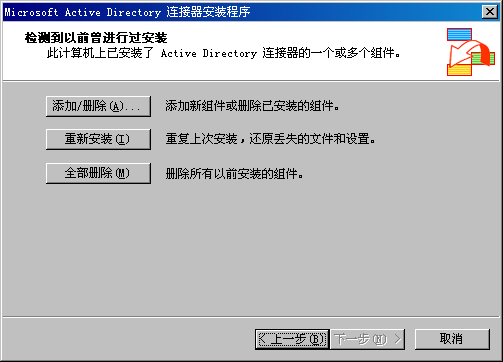 Microsoft Active Directory 连接器安装程序
检测到以前曾进行过安装
此计算机上已安装了 Active Directory 连接器的一个或多个组件。
添加/删除(A)... 添加新组件或删除已安装的组件。
重新安装(I) 重复上次安装,还原丢失的文件和设置。
全部删除(M) 删除所有以前安装的组件。
< 上一步(B) 下一步(N) > 取消